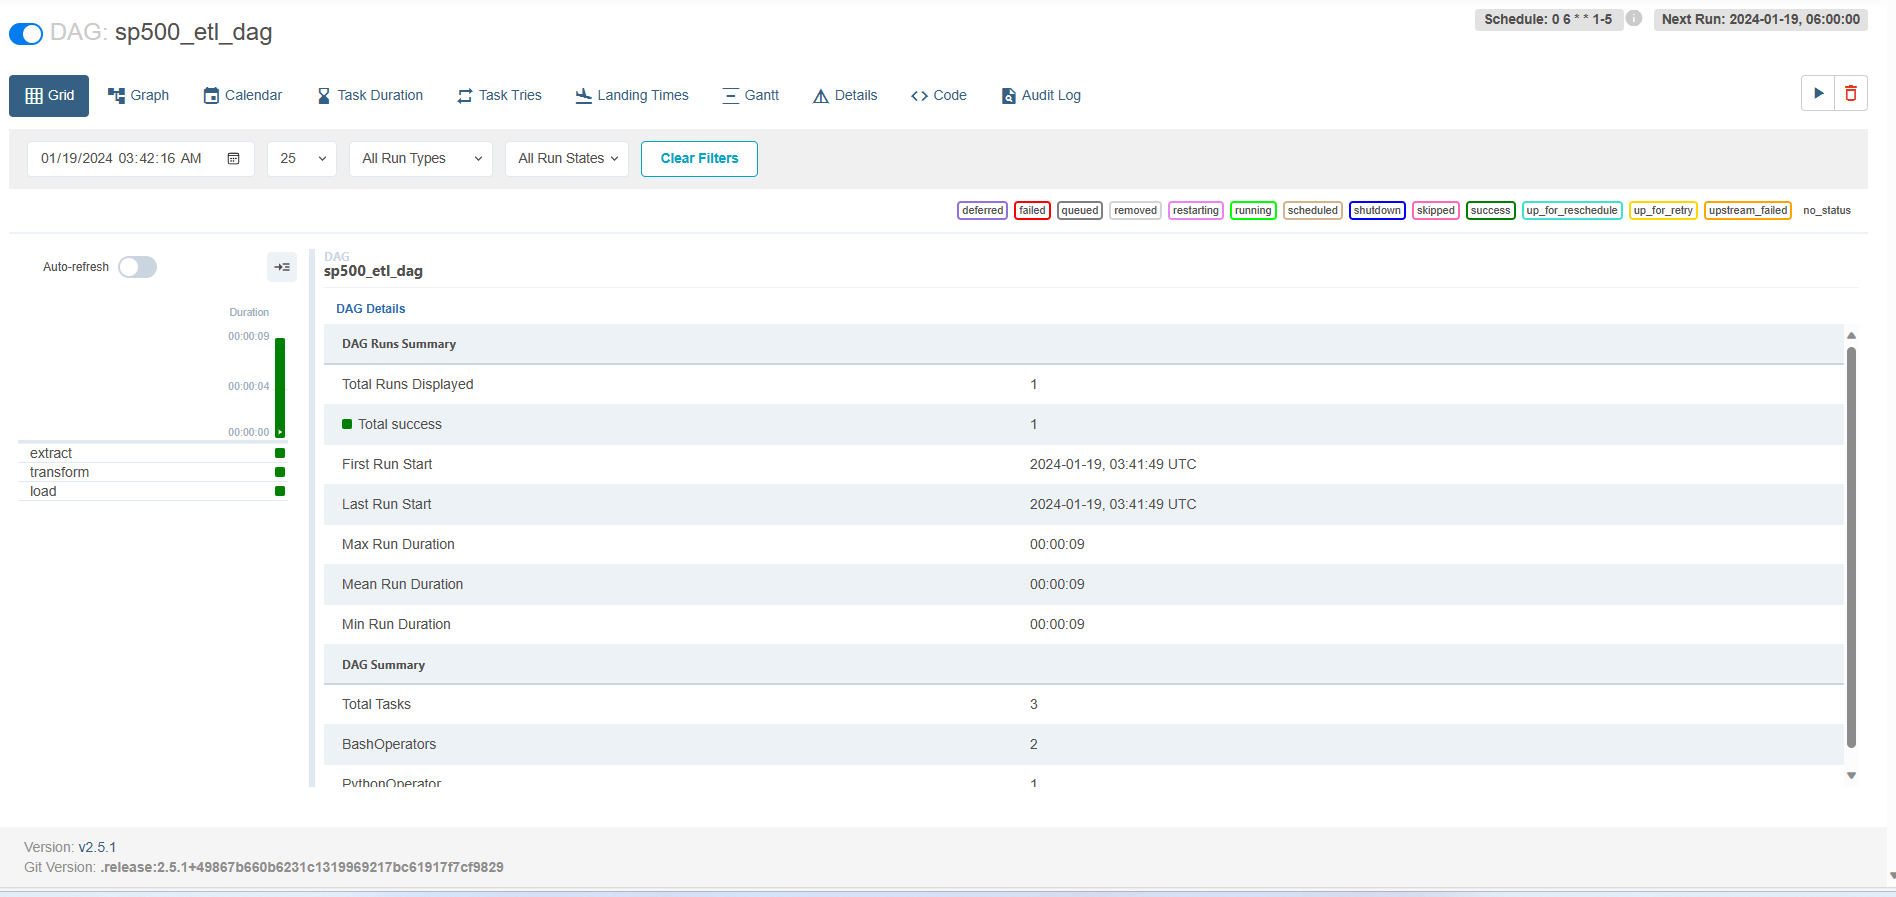 DAG: sp500_etl_dag
Schedule: 0 6 * * 1-5
Next Run: 2024-01-19, 06:00:00
Grid Graph Calendar Task Duration Task Tries Landing Times Gantt Details Code Audit Log
01/19/2024 03:42:16 AM 25 All Run Types All Run States Clear Filters
deferred failed queued removed restarting running scheduled shutdown skipped success up_for_reschedule up_for_retry upstream_failed no_status
Auto-refresh
Duration
00:00:09
00:00:04
00:00:00
extract
transform
load
DAG
sp500_etl_dag
DAG Details
DAG Runs Summary
Total Runs Displayed 1
Total success 1
First Run Start 2024-01-19, 03:41:49 UTC
Last Run Start 2024-01-19, 03:41:49 UTC
Max Run Duration 00:00:09
Mean Run Duration 00:00:09
Min Run Duration 00:00:09
DAG Summary
Total Tasks 3
BashOperators 2
PythonOperator 1
Version: v2.5.1
Git Version: .release:2.5.1+49867b660b6231c1319969217bc61917f7cf9829